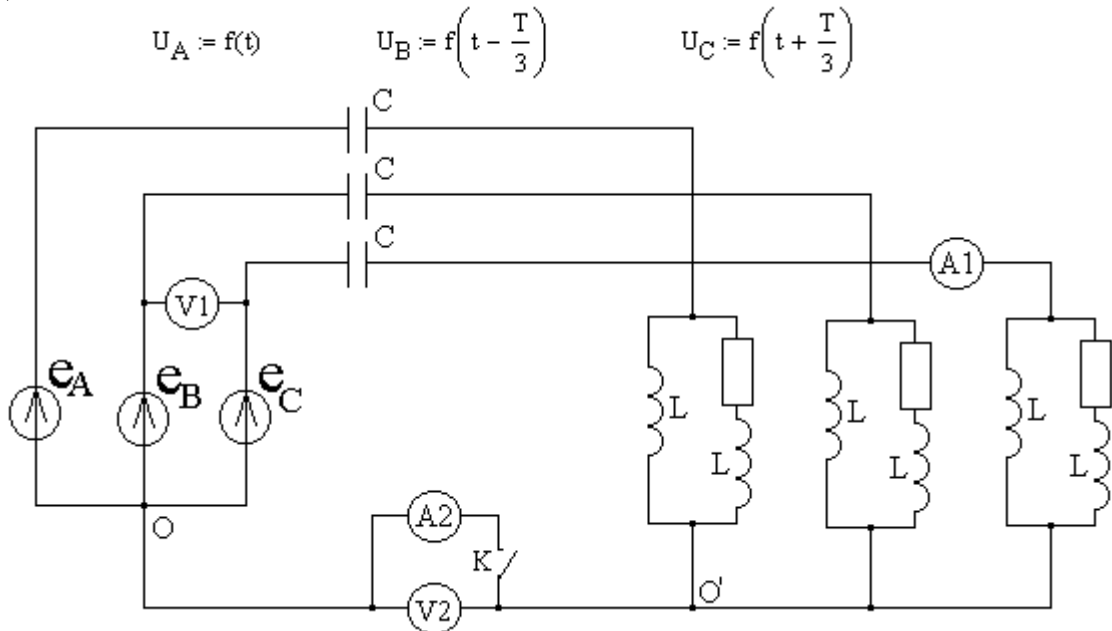 U_A := f(t) U_B := f(t - T/3) U_C := f(t + T/3)
C
C
C
A1
V1
e_A e_B e_C
L L L
L L L
O
A2
K
V2
O'